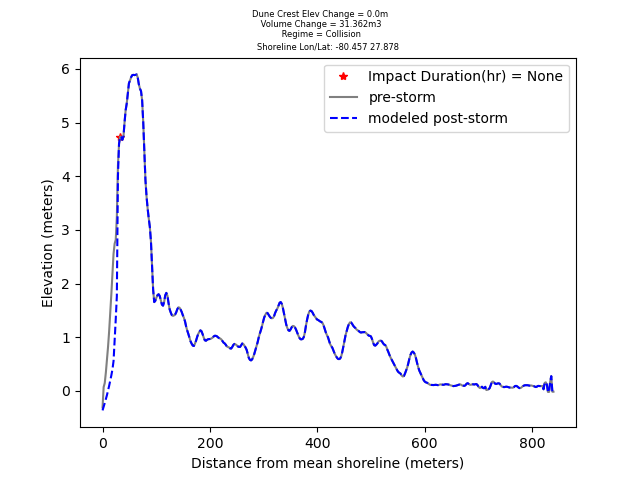 Dune Crest Elev Change = 0.0m
Volume Change = 31.362m3
Regime = Collision
Shoreline Lon/Lat: -80.457 27.878
Impact Duration(hr) = None
pre-storm
modeled post-storm
Elevation (meters)
6
5
4
3
2
1
0
0 200 400 600 800
Distance from mean shoreline (meters)